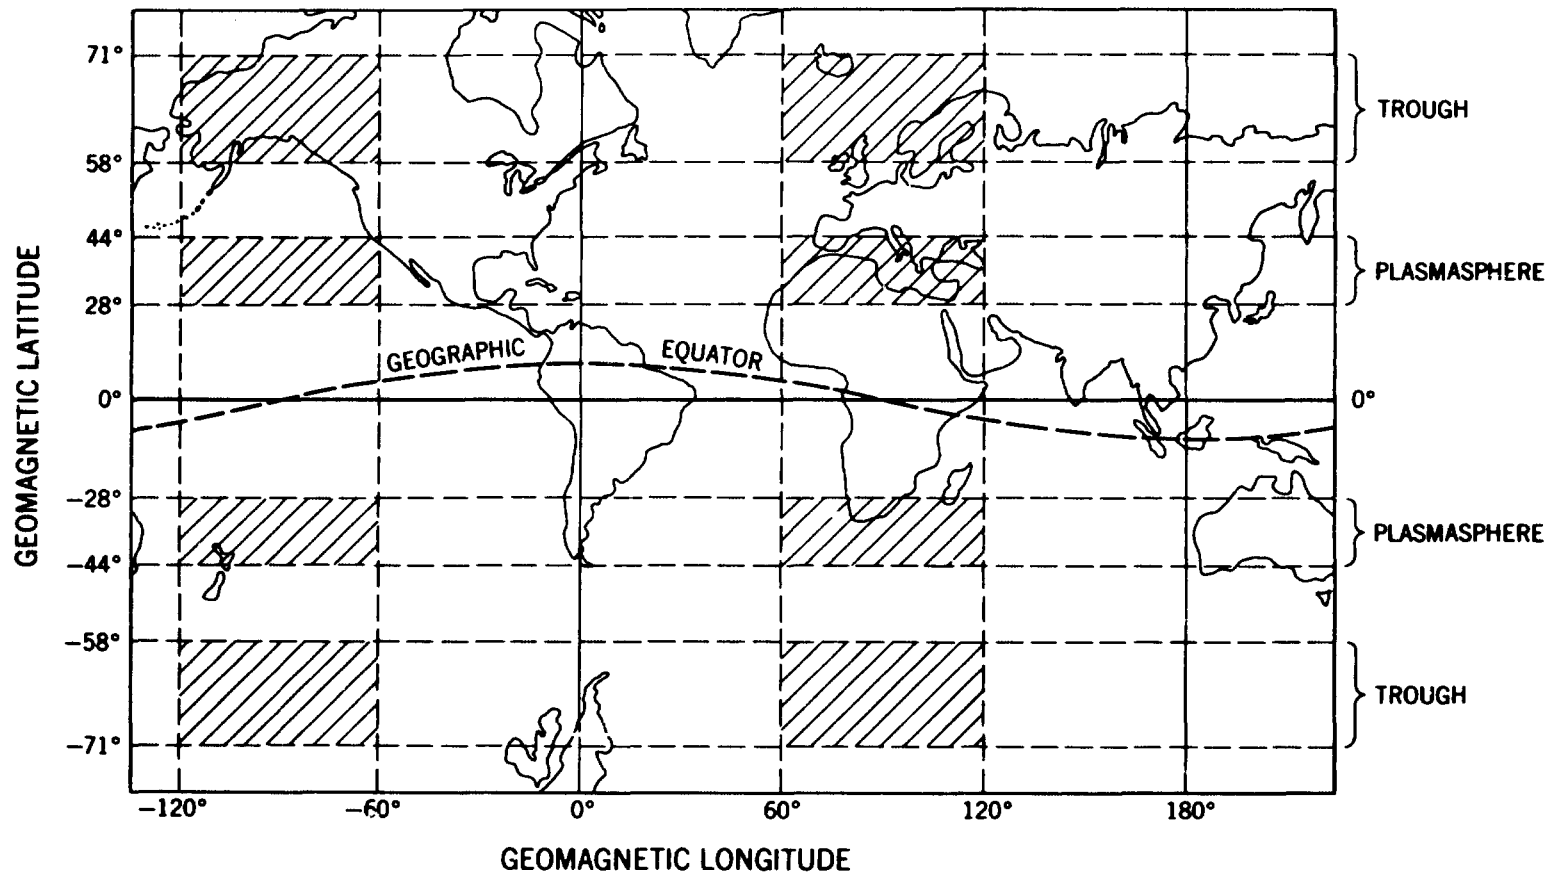 71°
TROUGH
58°
44°
PLASMASPHERE
28°
GEOGRAPHIC EQUATOR
0°
0°
−28°
PLASMASPHERE
−44°
−58°
TROUGH
−71°
−120° −60° 0° 60° 120° 180°
GEOMAGNETIC LONGITUDE
GEOMAGNETIC LATITUDE